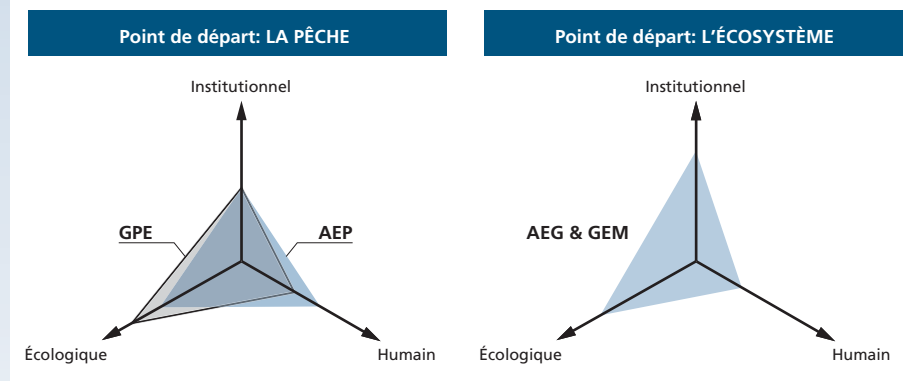 Point de départ: LA PÊCHE
Institutionnel
GPE
AEP
Écologique
Humain
Point de départ: L’ÉCOSYSTÈME
Institutionnel
AEG & GEM
Écologique
Humain